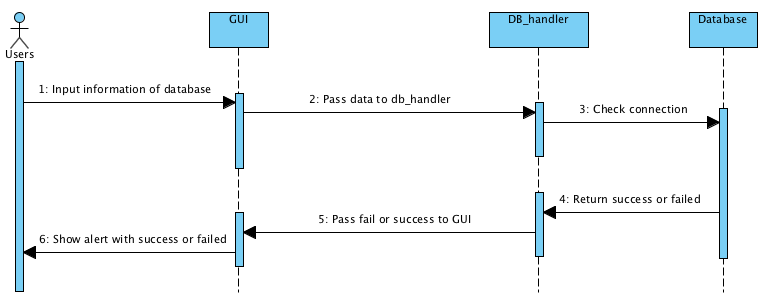 GUI
DB_handler
Database
Users
1: Input information of database
2: Pass data to db_handler
3: Check connection
4: Return success or failed
5: Pass fail or success to GUI
6: Show alert with success or failed